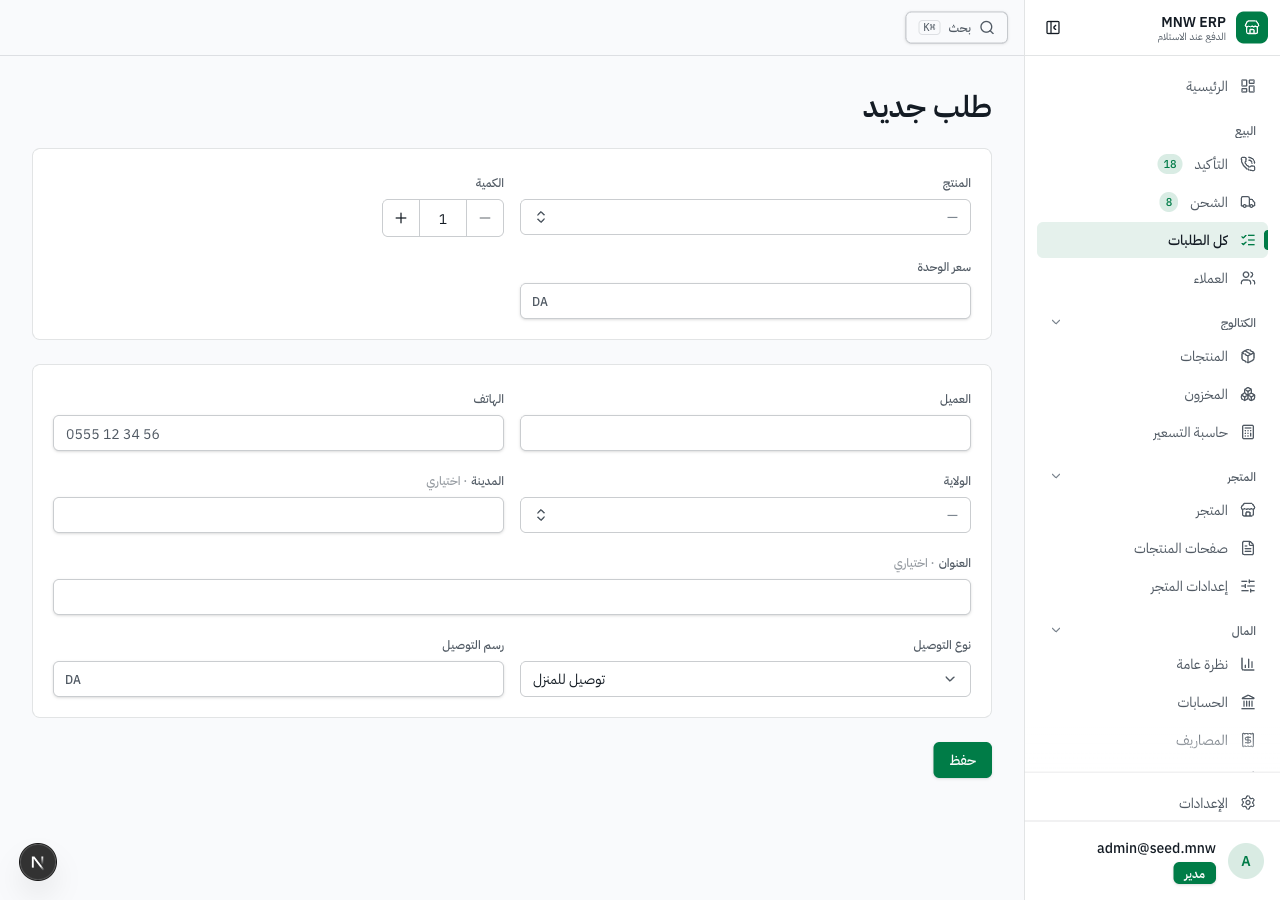 MNW ERP
الدفع عند الاستلام
الرئيسية
البيع
التأكيد 18
الشحن 8
كل الطلبات
العملاء
الكتالوج
المنتجات
المخزون
حاسبة التسعير
المتجر
المتجر
صفحات المنتجات
إعدادات المتجر
المال
نظرة عامة
الحسابات
المصاريف
الإعدادات
A
admin@seed.mnw
مدير
بحث ⌘K
طلب جديد
المنتج
—
الكمية
1
سعر الوحدة
DA
العميل
الهاتف
0555 12 34 56
الولاية
—
المدينة · اختياري
العنوان · اختياري
نوع التوصيل
توصيل للمنزل
رسم التوصيل
DA
حفظ
N